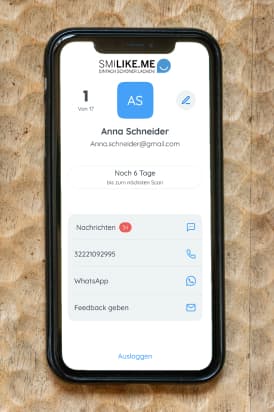 SMILIKE.ME
EINFACH SCHÖNER LACHEN
1
Von 17
AS
Anna Schneider
Anna.schneider@gmail.com
Noch 6 Tage
bis zum nächsten Scan
Nachrichten
32221092995
WhatsApp
Feedback geben
Ausloggen